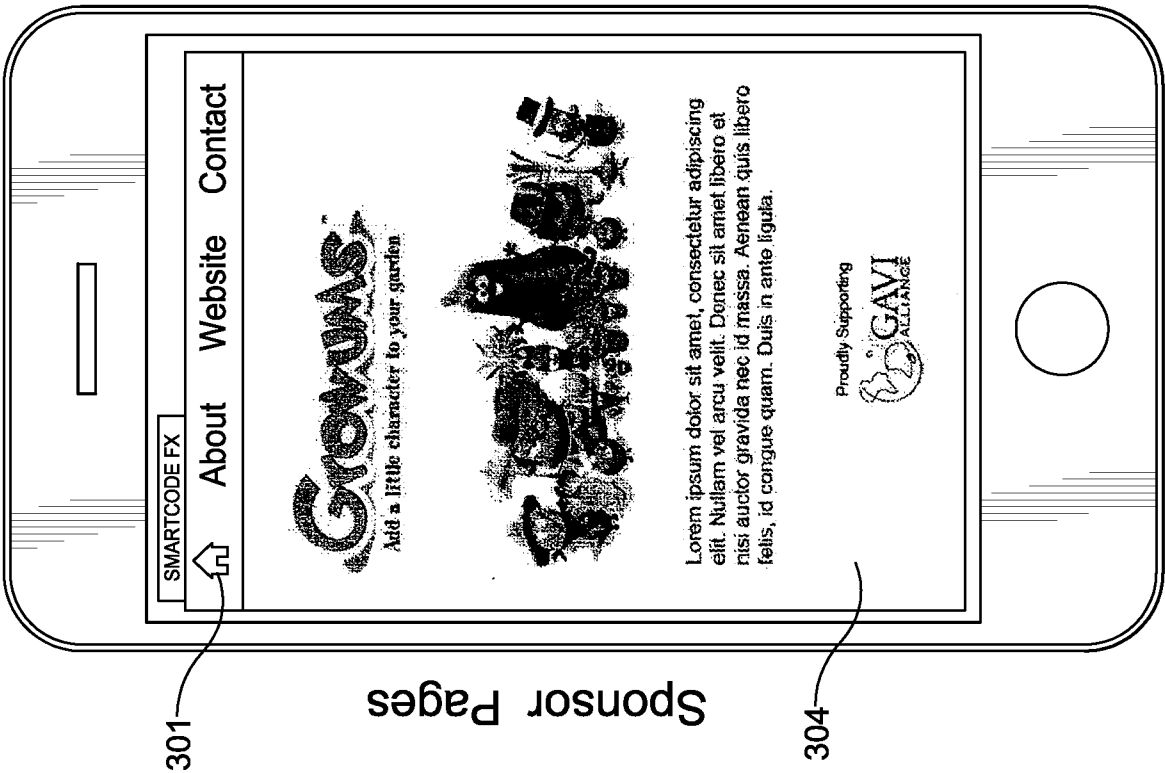 SMARTCODE FX
About Website Contact
Growums
Add a little character to your garden
Lorem ipsum dolor sit amet, consectetur adipiscing
elit. Nullam vel arcu velit. Donec sit amet libero et
nisi auctor gravida nec id massa. Aenean quis libero
felis, id congue quam. Duis in ante ligula.
Proudly Supporting
GAVI
ALLIANCE
301
304
Sponsor Pages